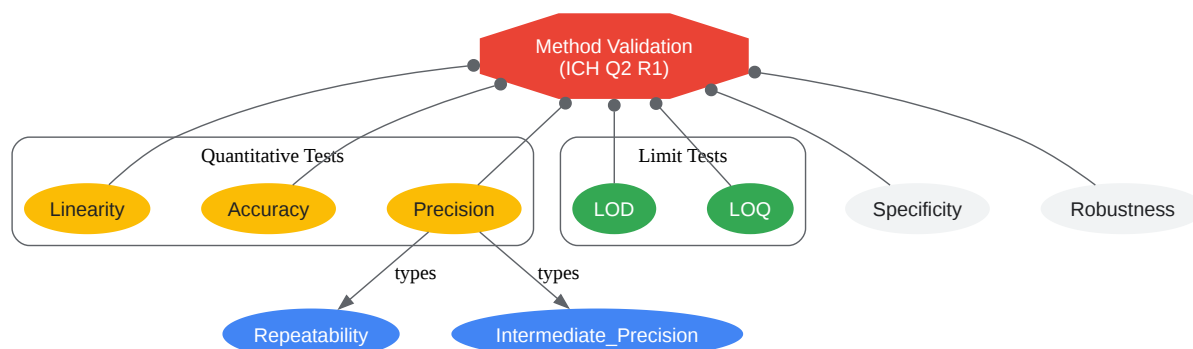 Method Validation
(ICH Q2 R1)
Quantitative Tests
Limit Tests
Linearity
Accuracy
Precision
LOD
LOQ
Specificity
Robustness
types
types
Repeatability
Intermediate_Precision